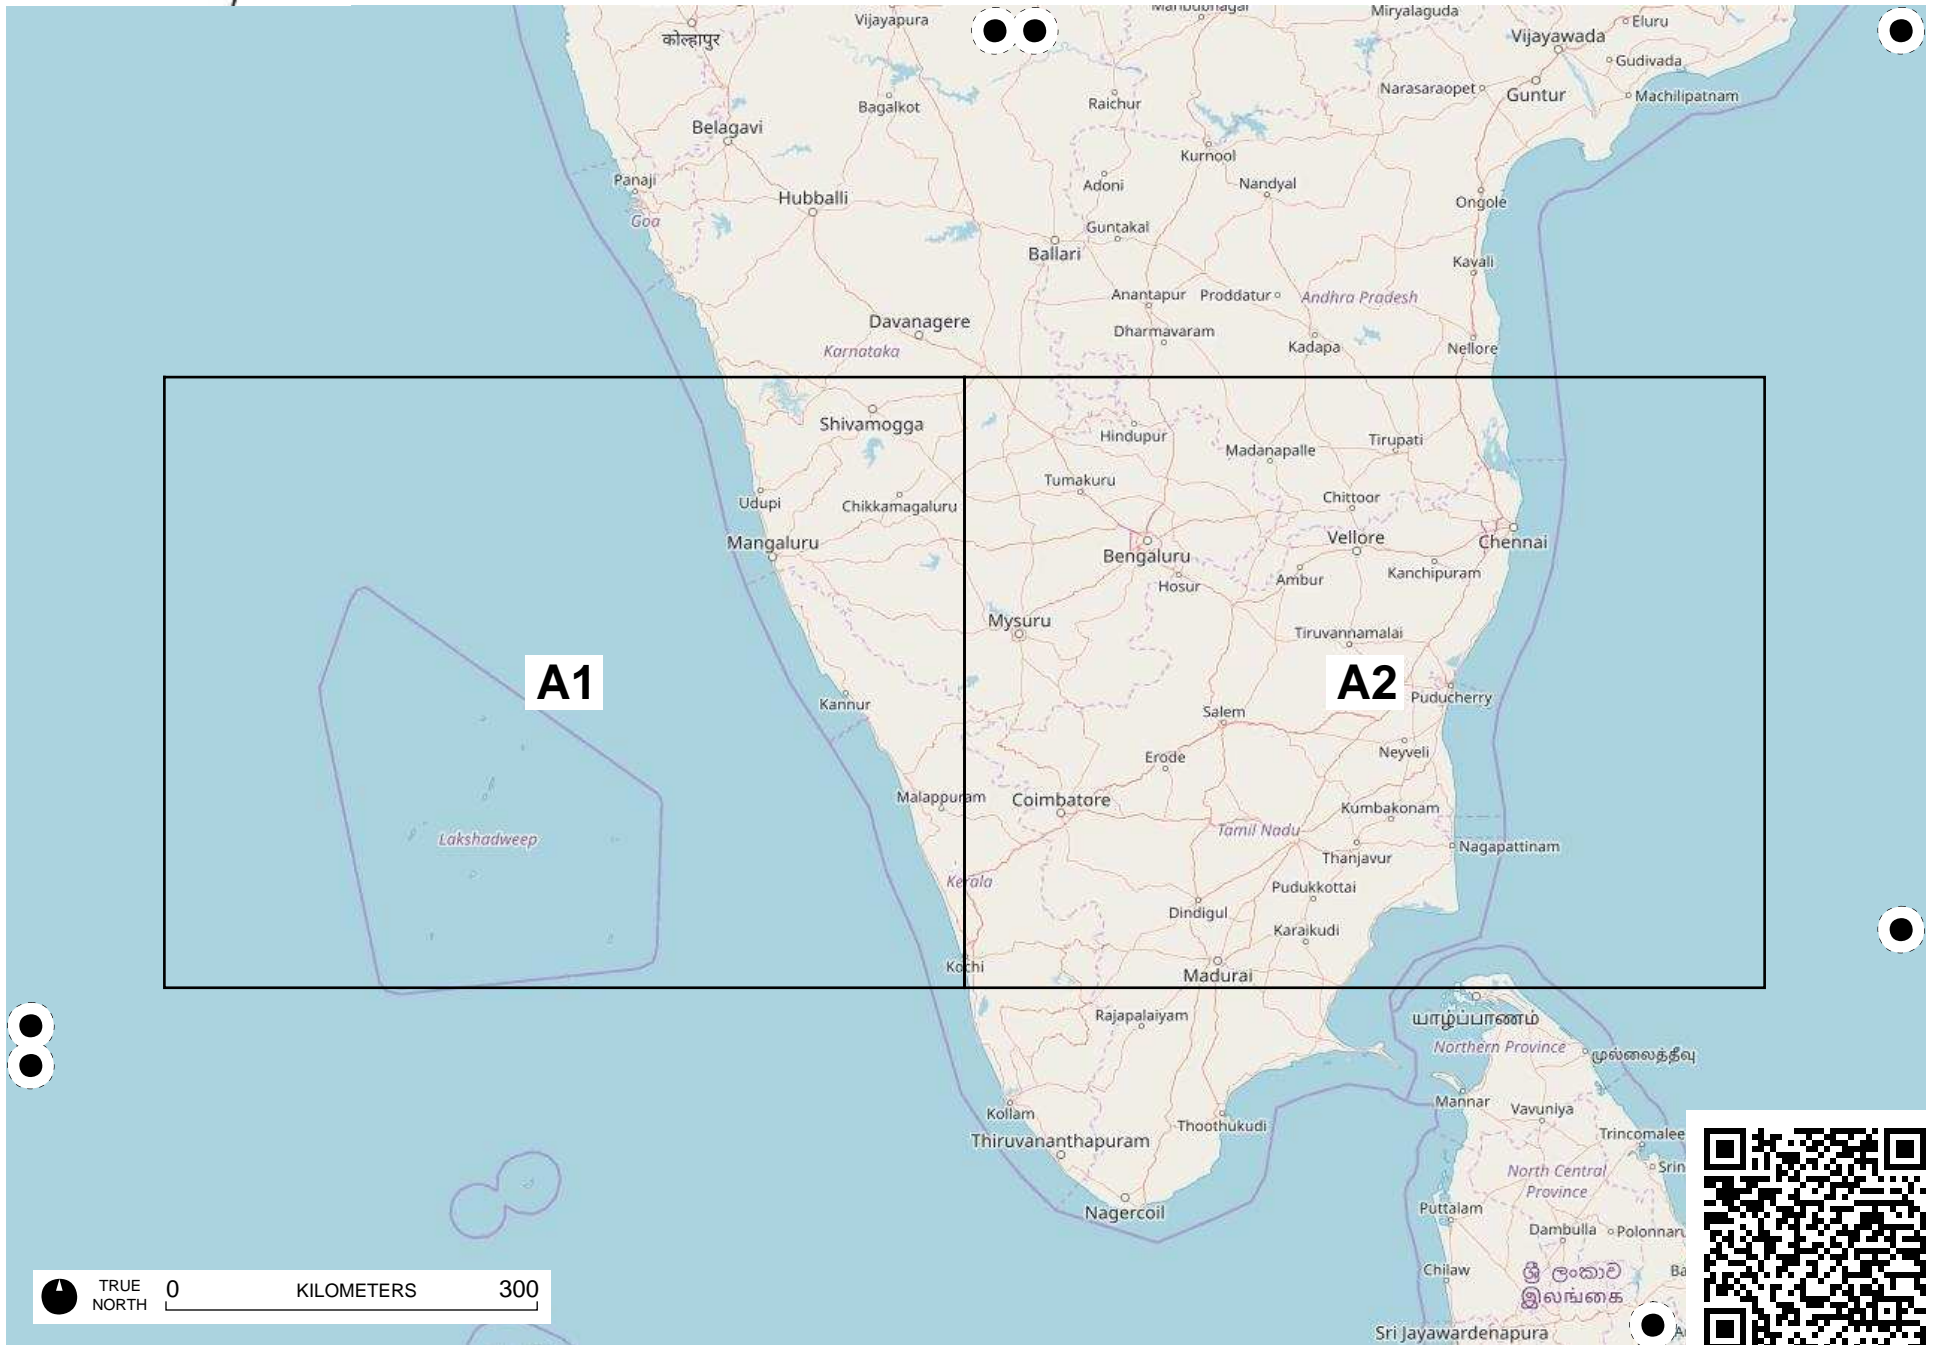 Vijayapura
Miryalaguda
Eluru
कोल्हापुर
Vijayawada
Gudivada
Bagalkot
Raichur
Narasaraopet
Guntur
Machilipatnam
Belagavi
Kurnool
Panaji
Adoni
Nandyal
Hubballi
Ongole
Goa
Guntakal
Ballari
Kavali
Anantapur
Proddatur
Andhra Pradesh
Davanagere
Dharmavaram
Karnataka
Kadapa
Nellore
Shivamogga
Hindupur
Tirupati
Madanapalle
Tumakuru
Udupi
Chikkamagaluru
Chittoor
Mangaluru
Vellore
Chennai
Bengaluru
Hosur
Ambur
Kanchipuram
Mysuru
Tiruvannamalai
A1
A2
Kannur
Puducherry
Salem
Neyveli
Erode
Malappuram
Coimbatore
Kumbakonam
Lakshadweep
Tamil Nadu
Nagapattinam
Thanjavur
Kerala
Pudukkottai
Dindigul
Karaikudi
Kochi
Madurai
Rajapalaiyam
யாழ்ப்பாணம்
Northern Province
முல்லைத்தீவு
Mannar
Vavuniya
Kollam
Thoothukudi
Thiruvananthapuram
Trincomalee
North Central
Province
Nagercoil
Puttalam
Dambulla
Chilaw
ශ්‍රී ලංකාව
இலங்கை
TRUE
NORTH
0 KILOMETERS 300
Sri Jayawardenapura